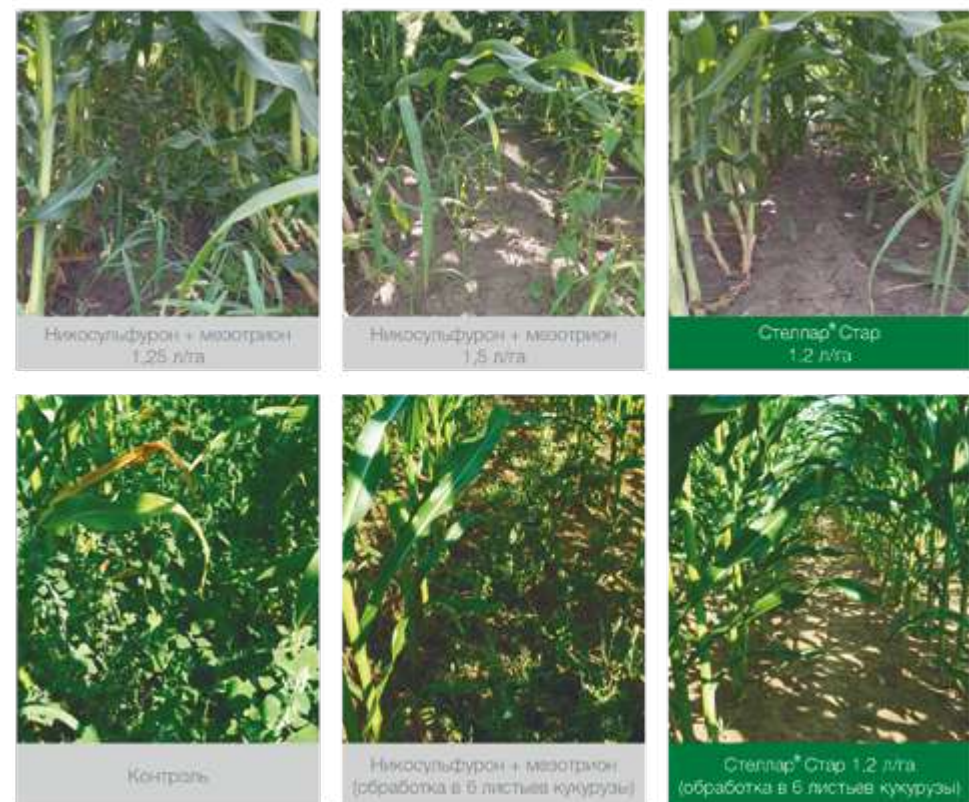 Никосульфурон + мезотрион
1,25 л/га
Никосульфурон + мезотрион
1,5 л/га
Стеллар® Стар
1.2 л/га
Контроль
Никосульфурон + мезотрион
(обработка в 6 листьев кукурузы)
Стеллар® Стар 1.2 л/га
(обработка в 6 листьев кукурузы)